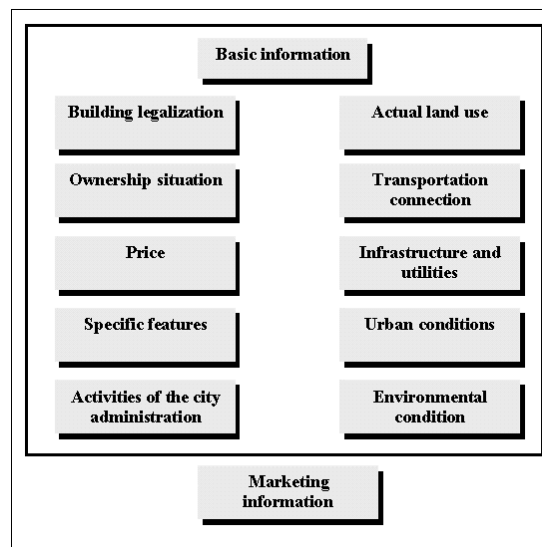 Basic information
Building legalization
Actual land use
Ownership situation
Transportation
connection
Price
Infrastructure and
utilities
Specific features
Urban conditions
Activities of the city
administration
Environmental
condition
Marketing
information